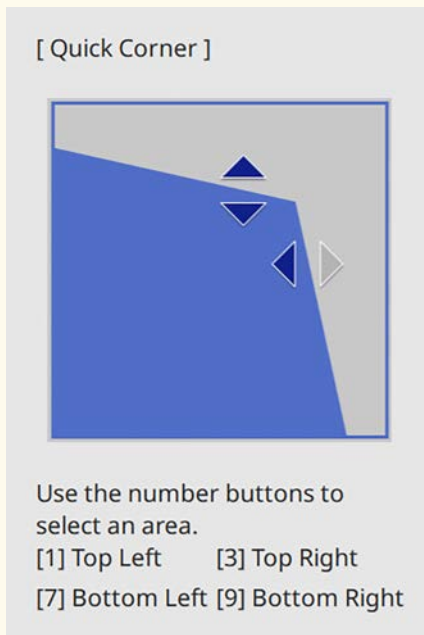 [ Quick Corner ]
Use the number buttons to
select an area.
[1] Top Left [3] Top Right
[7] Bottom Left [9] Bottom Right